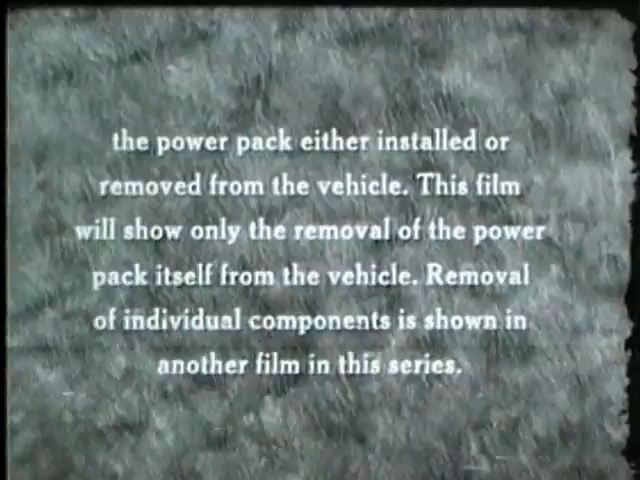 the power pack either installed or
removed from the vehicle. This film
will show only the removal of the power
pack itself from the vehicle. Removal
of individual components is shown in
another film in this series.